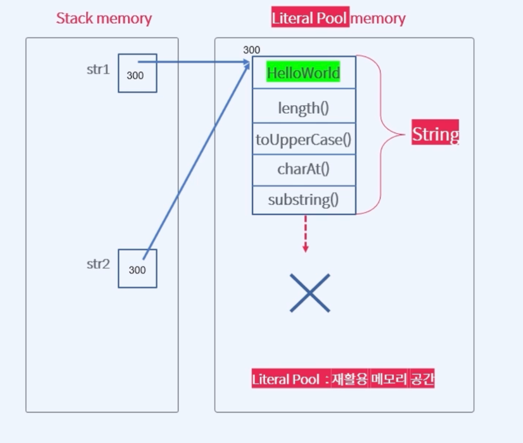 Stack memory
Literal Pool memory
300
str1
300
HelloWorld
length()
toUpperCase()
String
charAt()
substring()
str2
300
Literal Pool : 재활용 메모리 공간